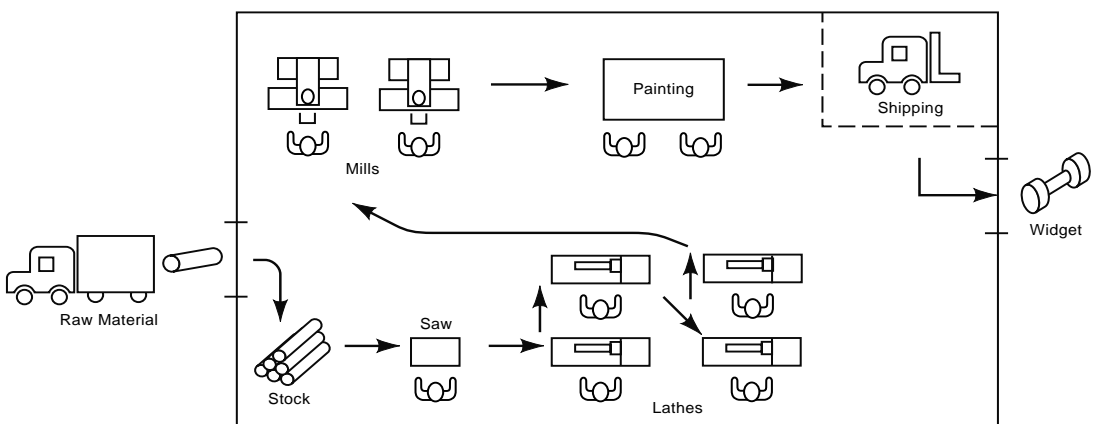 Painting
Shipping
Mills
Widget
Raw Material
Saw
Stock
Lathes